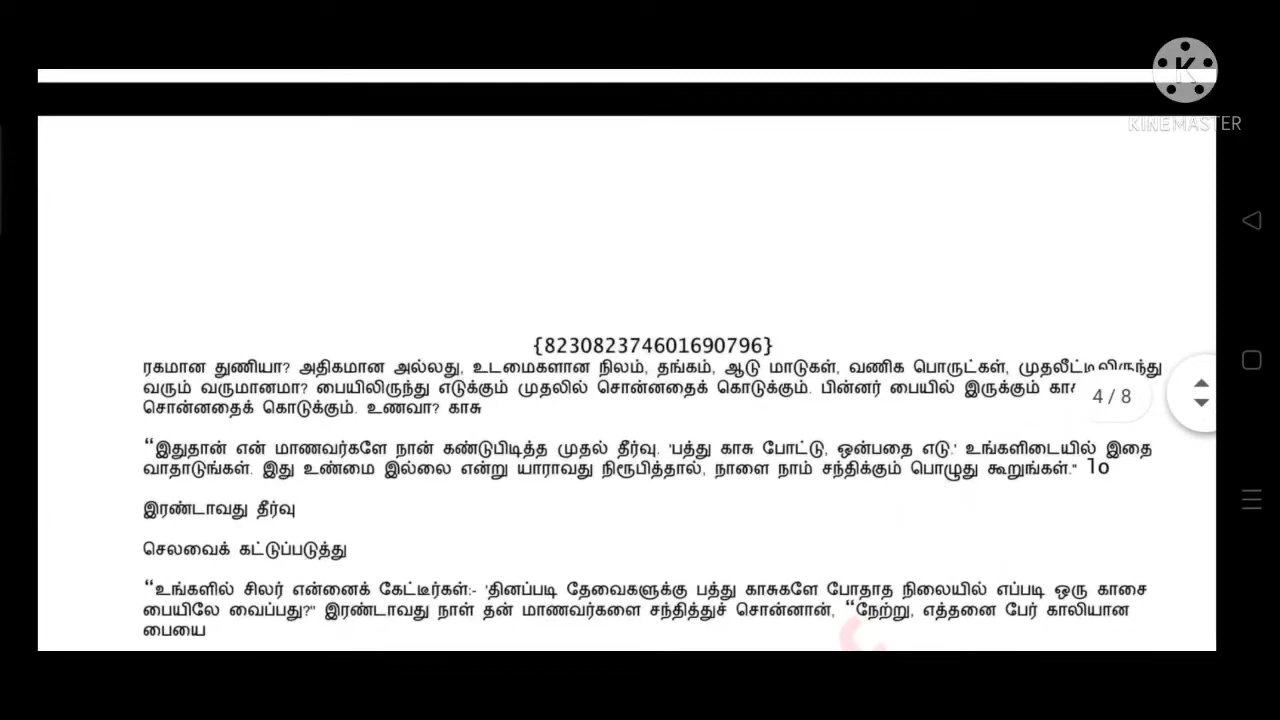 KINEMASTER
{823082374601690796}
ரகமான துணியா? அதிகமான அல்லது, உடமைகளான நிலம், தங்கம், ஆடு மாடுகள், வணிக பொருட்கள், முதலீட்டிலிருந்து
வரும் வருமானமா? பையிலிருந்து எடுக்கும் முதலில் சொன்னதைக் கொடுக்கும். பின்னர் பையில் இருக்கும்
4 / 8
சொன்னதைக் கொடுக்கும். உணவா? காசு
“இதுதான் என் மாணவர்களே நான் கண்டுபிடித்த முதல் தீர்வு. 'பத்து காசு போட்டு, ஒன்பதை எடு.' உங்களிடையில் இதை
வாதாடுங்கள். இது உண்மை இல்லை என்று யாராவது நிரூபித்தால், நாளை நாம் சந்திக்கும் பொழுது கூறுங்கள்." 1o
இரண்டாவது தீர்வு
செலவைக் கட்டுப்படுத்து
“உங்களில் சிலர் என்னைக் கேட்டீர்கள்:- 'தினப்படி தேவைகளுக்கு பத்து காசுகளே போதாத நிலையில் எப்படி ஒரு காசை
பையிலே வைப்பது?" இரண்டாவது நாள் தன் மாணவர்களை சந்தித்துச் சொன்னான், “நேற்று, எத்தனை பேர் காலியான
பையை